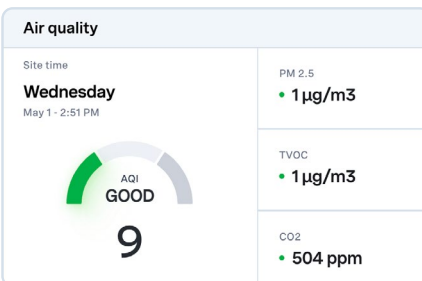 Air quality
Site time
Wednesday
May 1 - 2:51 PM
AQI
GOOD
9
PM 2.5
1 µg/m3
TVOC
1 µg/m3
CO2
504 ppm